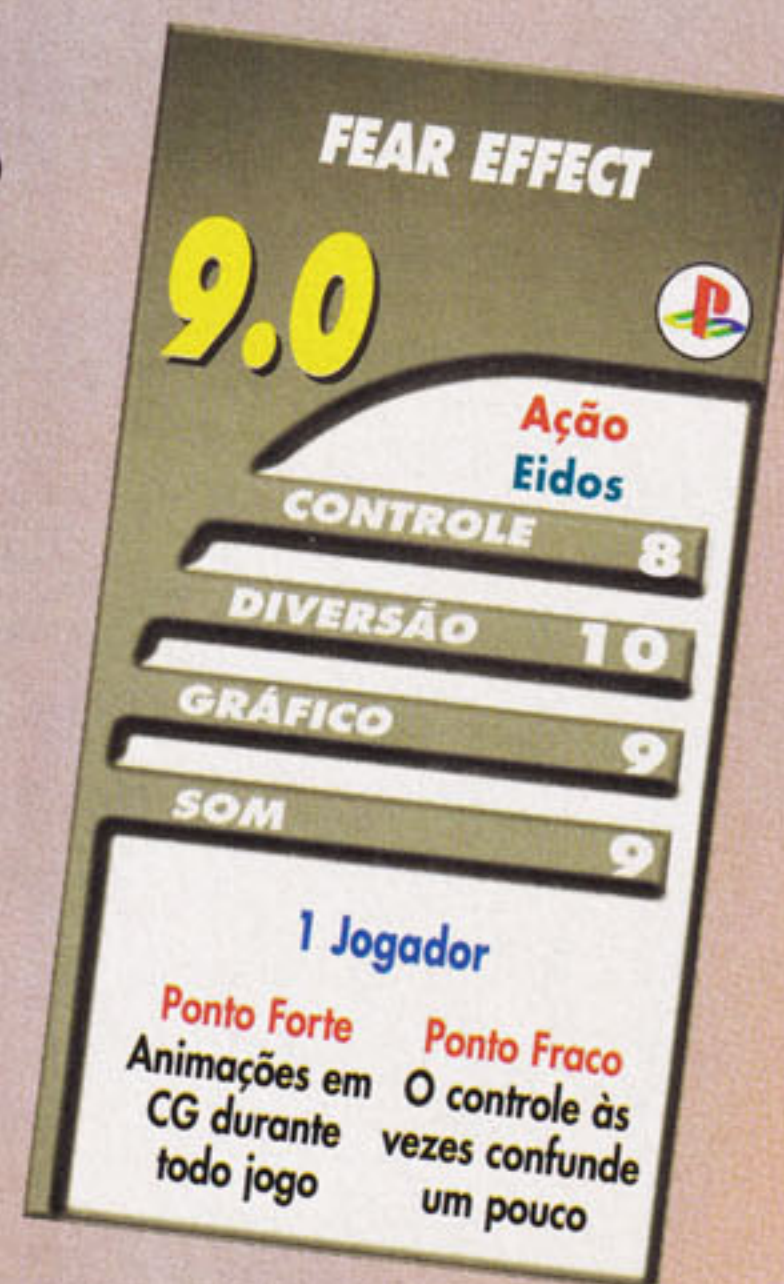 FEAR EFFECT
9.0
Ação
Eidos
CONTROLE 8
DIVERSÃO 10
GRÁFICO 9
SOM 9
1 Jogador
Ponto Forte
Animações em
CG durante
todo jogo
Ponto Fraco
O controle às
vezes confunde
um pouco